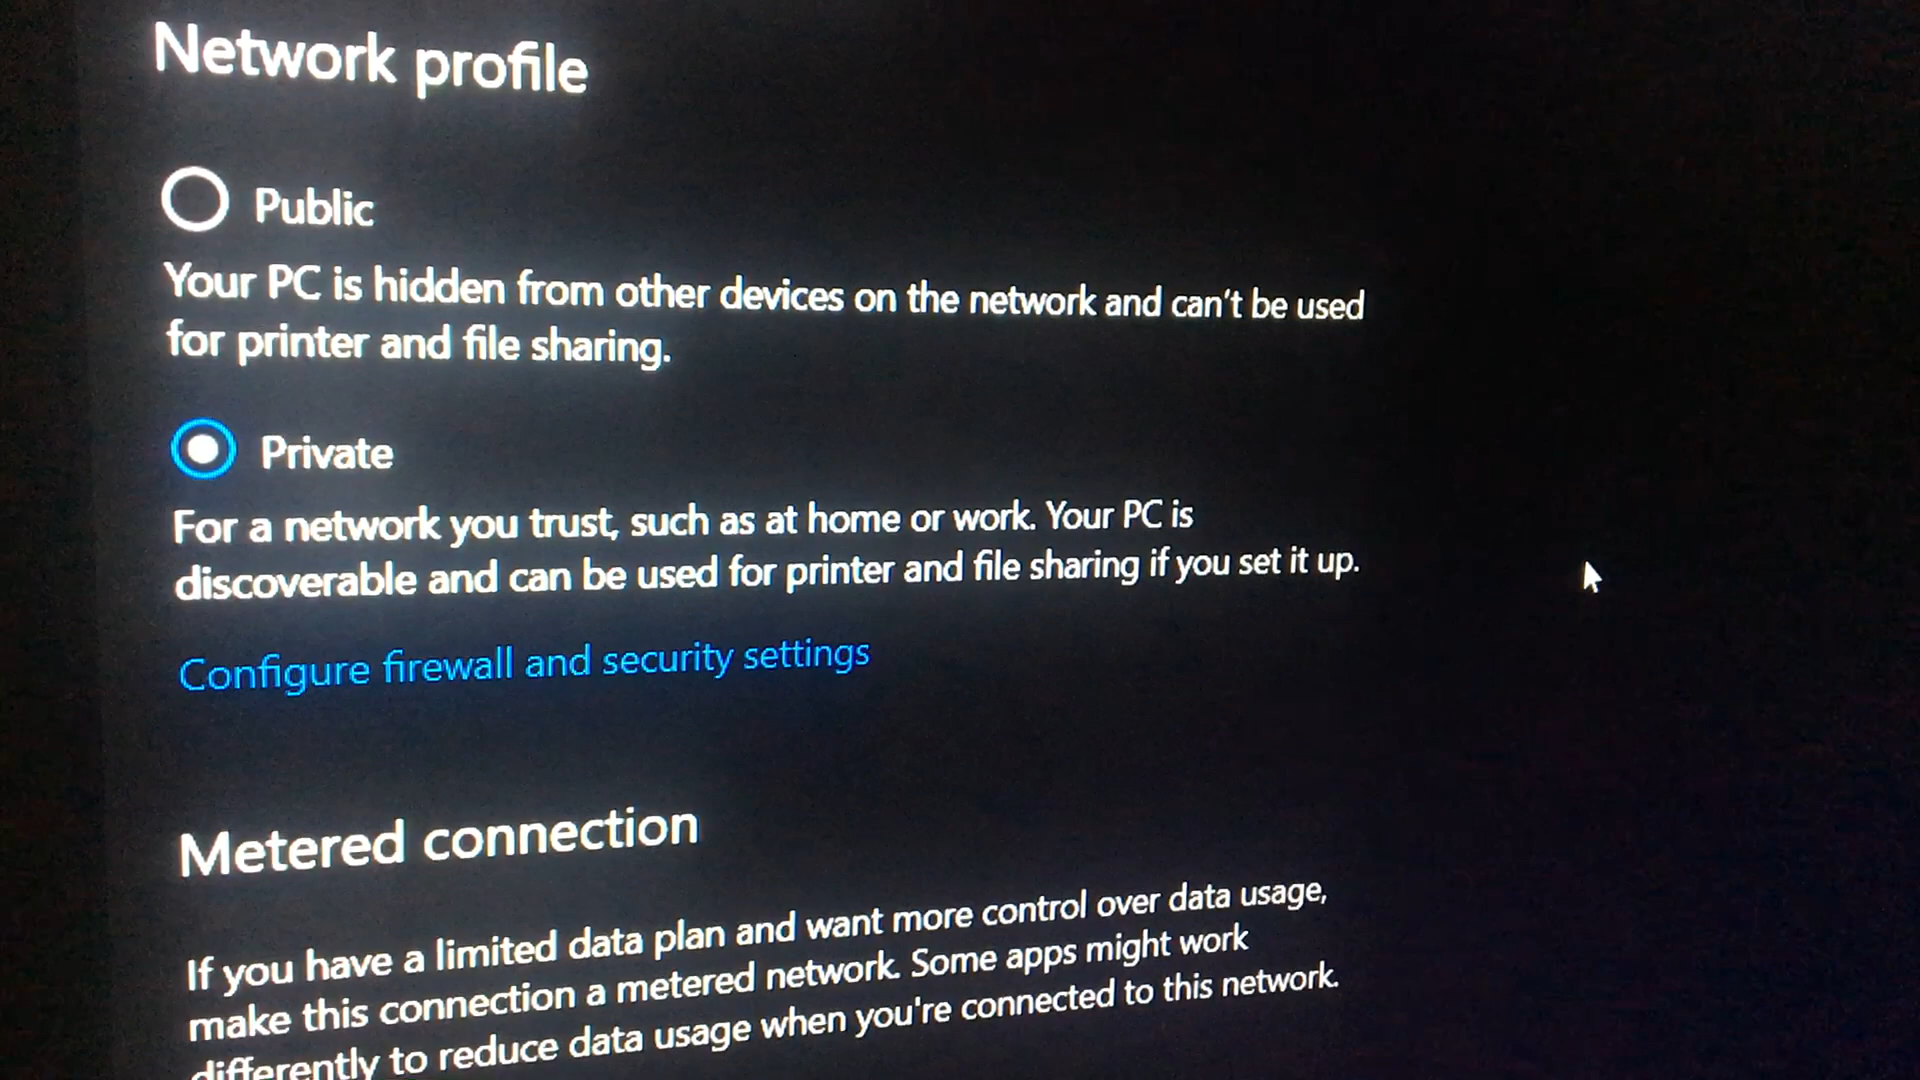 Network profile
Public
Your PC is hidden from other devices on the network and can't be used
for printer and file sharing.
Private
For a network you trust, such as at home or work. Your PC is
discoverable and can be used for printer and file sharing if you set it up.
Configure firewall and security settings
Metered connection
If you have a limited data plan and want more control over data usage,
make this connection a metered network. Some apps might work
differently to reduce data usage when you're connected to this network.